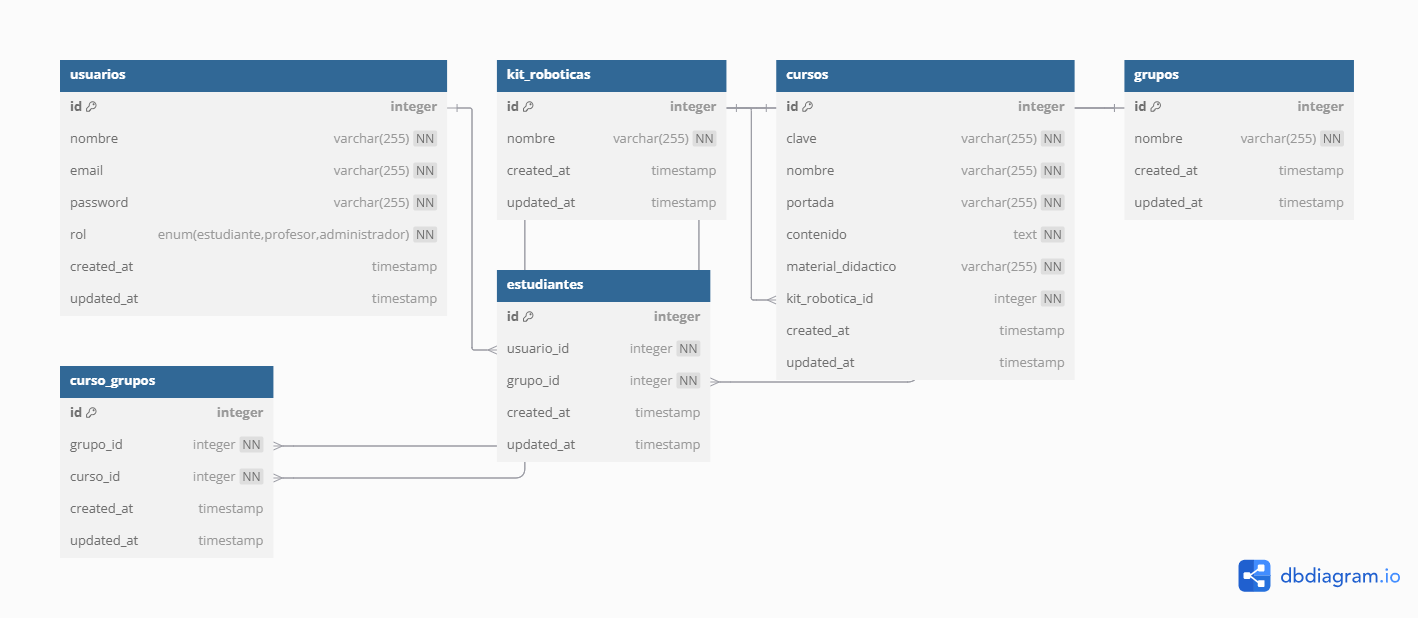 usuarios
id integer
nombre varchar(255) NN
email varchar(255) NN
password varchar(255) NN
rol enum(estudiante,profesor,administrador) NN
created_at timestamp
updated_at timestamp
kit_roboticas
id integer
nombre varchar(255) NN
created_at timestamp
updated_at timestamp
cursos
id integer
clave varchar(255) NN
nombre varchar(255) NN
portada varchar(255) NN
contenido text NN
material_didactico varchar(255) NN
kit_robotica_id integer NN
created_at timestamp
updated_at timestamp
grupos
id integer
nombre varchar(255) NN
created_at timestamp
updated_at timestamp
estudiantes
id integer
usuario_id integer NN
grupo_id integer NN
created_at timestamp
updated_at timestamp
curso_grupos
id integer
grupo_id integer NN
curso_id integer NN
created_at timestamp
updated_at timestamp
dbdiagram.io